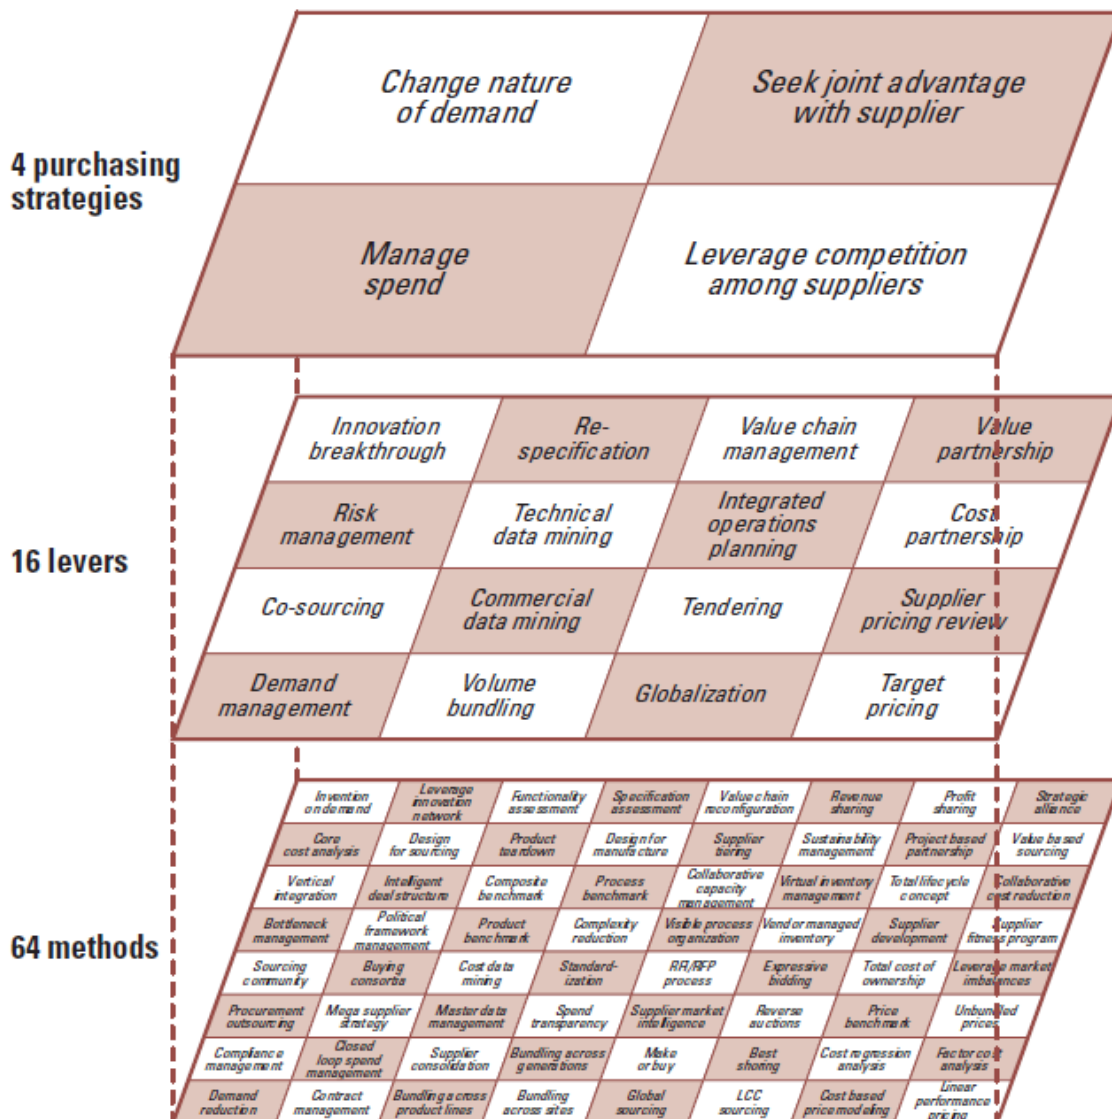 Change nature
of demand
Seek joint advantage
with supplier
4 purchasing
strategies
Manage
spend
Leverage competition
among suppliers
Innovation
breakthrough
Re-
specification
Value chain
management
Value
partnership
Risk
management
Technical
data mining
Integrated
operations
planning
Cost
partnership
16 levers
Co-sourcing
Commercial
data mining
Tendering
Supplier
pricing review
Demand
management
Volume
bundling
Globalization
Target
pricing
Invention
on demand
Leverage
innovation
network
Functionality
assessment
Specification
assessment
Value chain
reconfiguration
Revenue
sharing
Profit
sharing
Strategic
alliance
Core
cost analysis
Design
for sourcing
Product
teardown
Design for
manufacture
Supplier
tiering
Sustainability
management
Project based
partnership
Value based
sourcing
Vertical
integration
Intelligent
deal structure
Composite
benchmark
Process
benchmark
Collaborative
capacity
management
Virtual inventory
management
Total lifecycle
concept
Collaborative
cost reduction
64 methods
Bottleneck
management
Political
framework
management
Product
benchmark
Complexity
reduction
Visible process
organization
Vendor managed
inventory
Supplier
development
Supplier
fitness program
Sourcing
community
Buying
consortia
Cost data
mining
Standard-
ization
RFI/RFP
process
Expressive
bidding
Total cost of
ownership
Leverage market
imbalances
Procurement
outsourcing
Mega supplier
strategy
Master data
management
Spend
transparency
Supplier market
intelligence
Reverse
auctions
Price
benchmark
Unbundled
prices
Compliance
management
Closed
loop spend
management
Supplier
consolidation
Bundling across
generations
Make
or buy
Best
shoring
Cost regression
analysis
Factor cost
analysis
Demand
reduction
Contract
management
Bundling across
product lines
Bundling
across sites
Global
sourcing
LCC
sourcing
Cost based
price modeling
Linear
performance
pricing